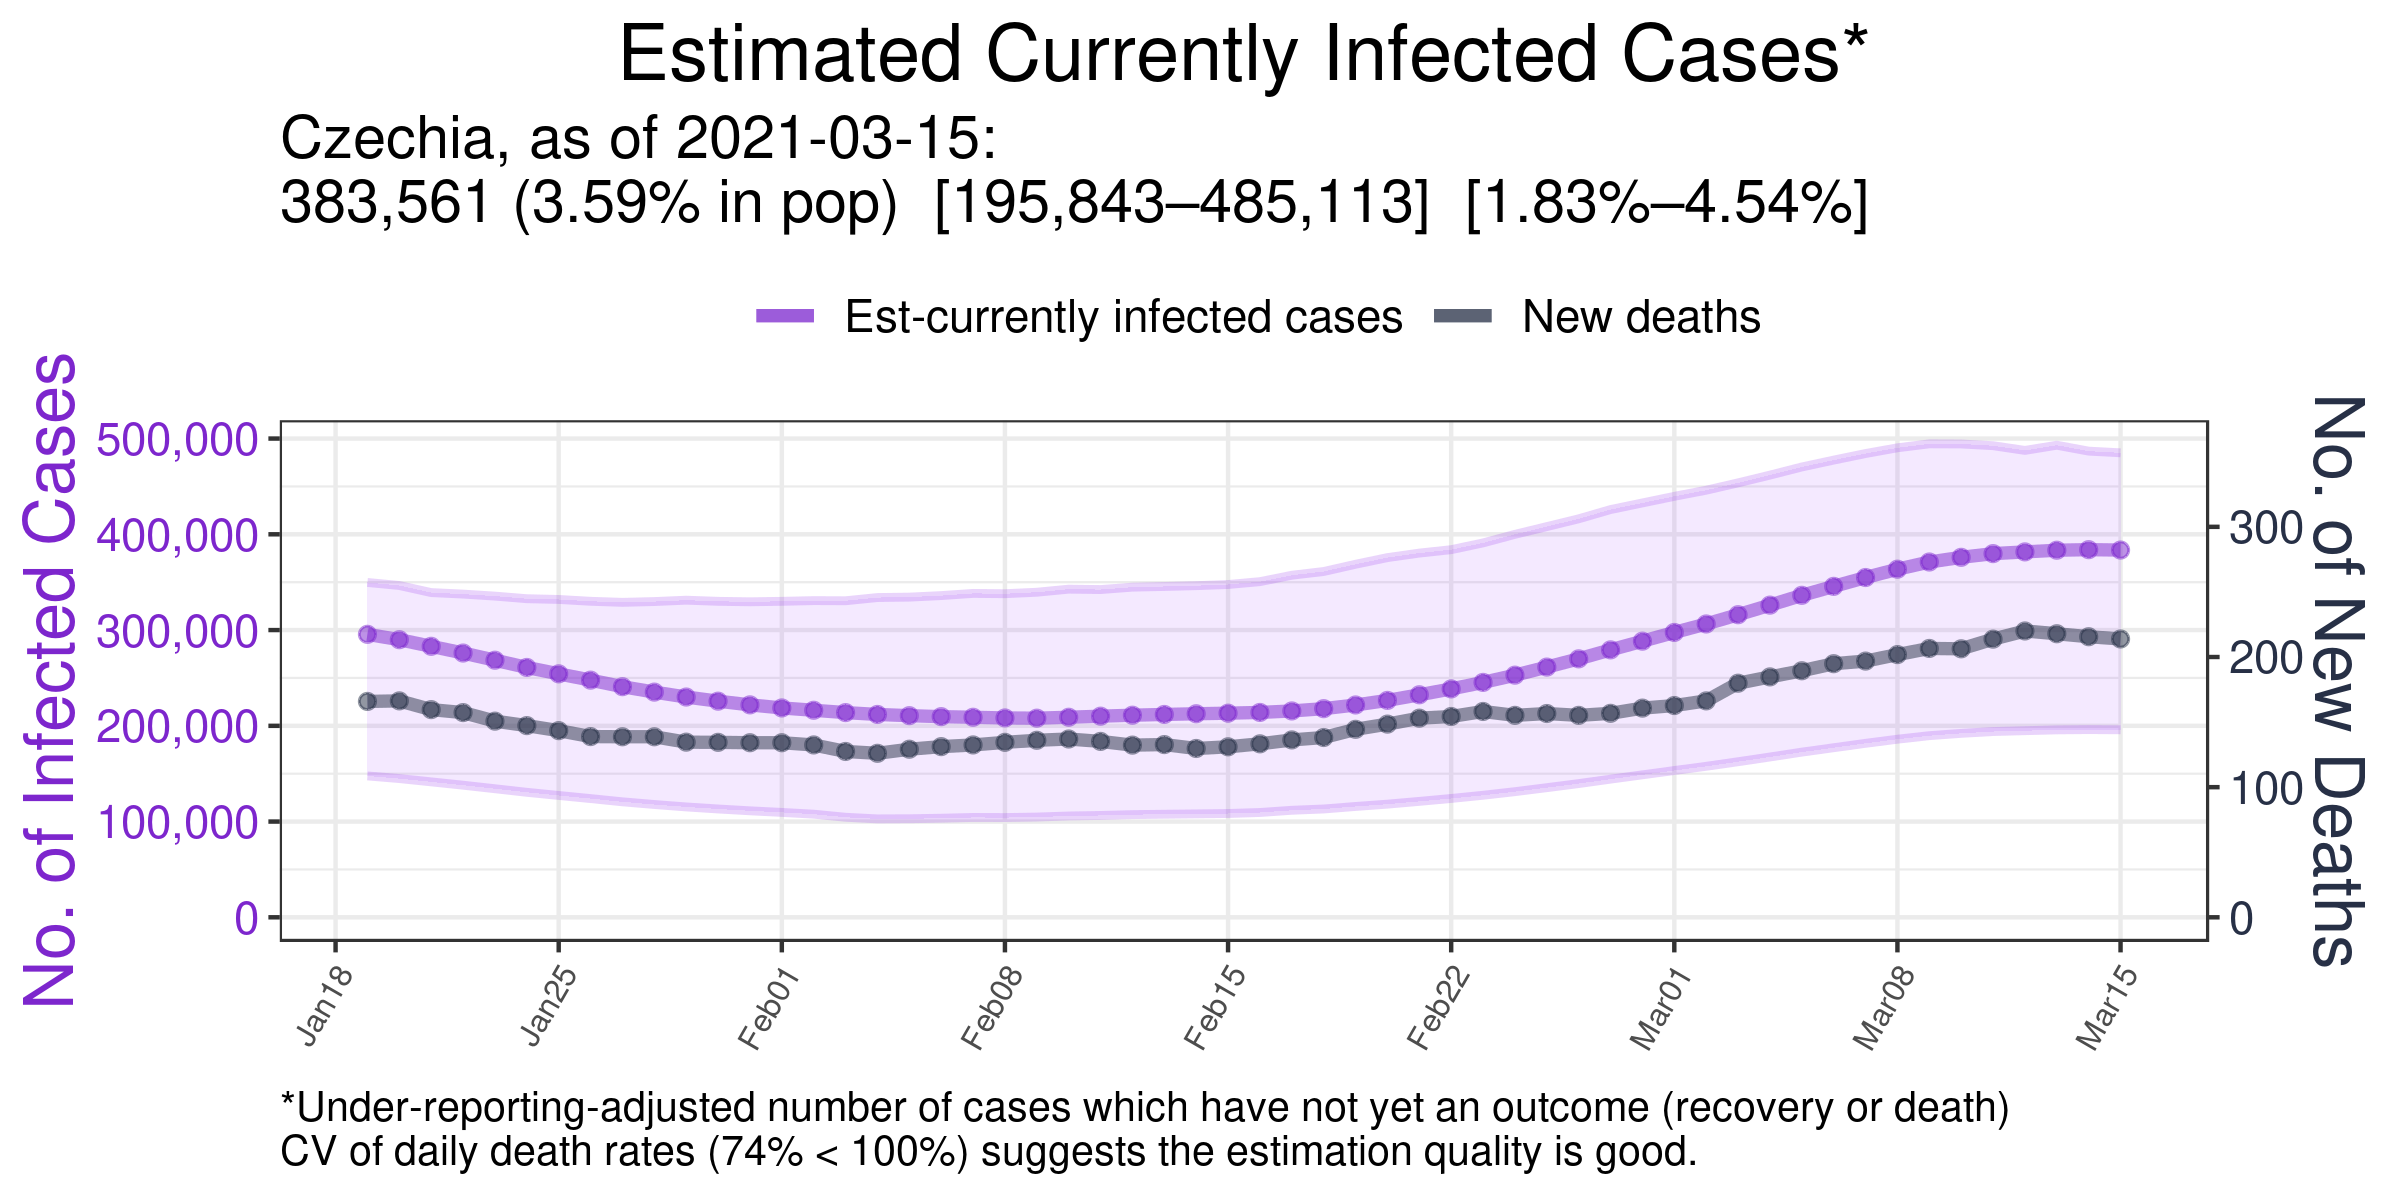 Estimated Currently Infected Cases*
Czechia, as of 2021-03-15:
383,561 (3.59% in pop)  [195,843–485,113]  [1.83%–4.54%]
Est-currently infected cases
New deaths
No. of Infected Cases
500,000
400,000
300,000
200,000
100,000
0
No. of New Deaths
300
200
100
0
Jan18
Jan25
Feb01
Feb08
Feb15
Feb22
Mar01
Mar08
Mar15
*Under-reporting-adjusted number of cases which have not yet an outcome (recovery or death)
CV of daily death rates (74% < 100%) suggests the estimation quality is good.